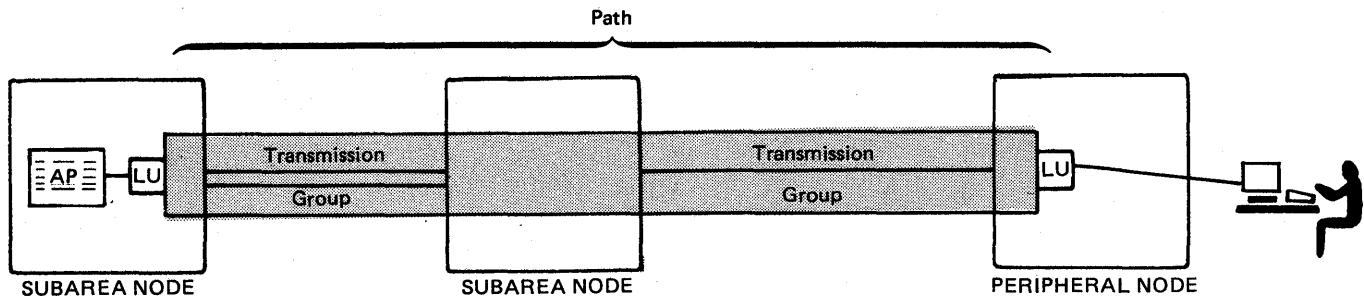 Path
Transmission
Group
Transmission
Group
AP
LU
LU
SUBAREA NODE
SUBAREA NODE
PERIPHERAL NODE